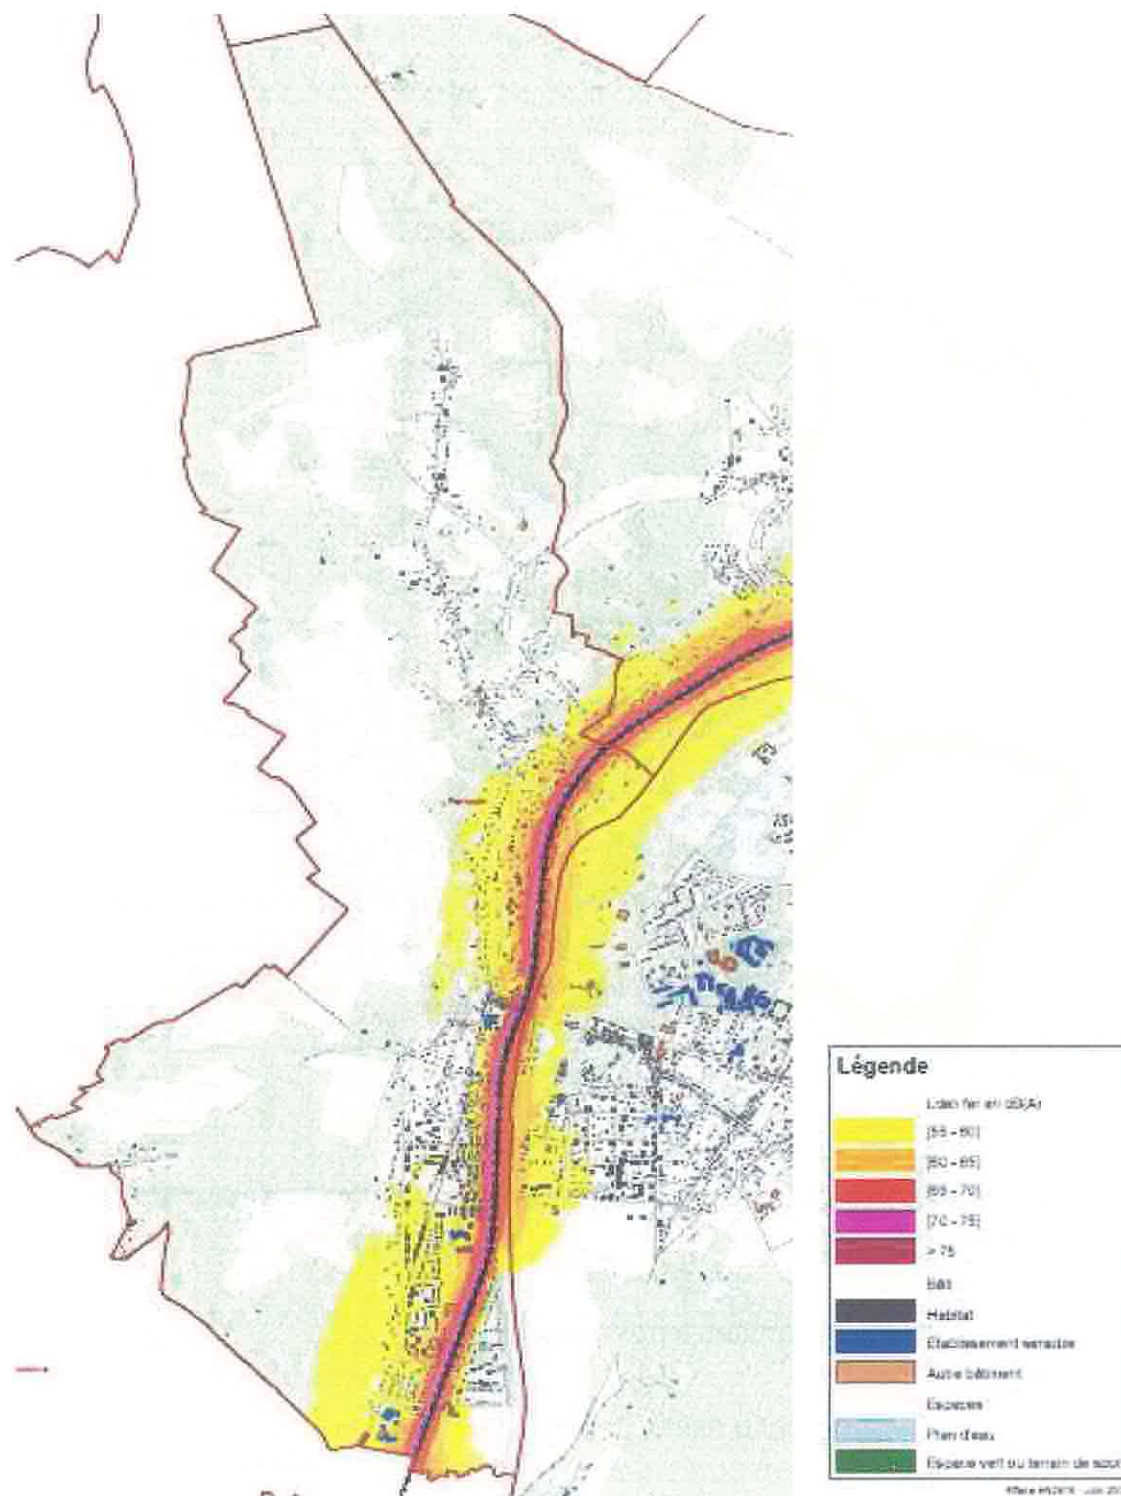 Légende
Lden fer en dB(A)
[55 - 60]
[60 - 65]
[65 - 70]
[70 - 75]
> 75
Bâti
Habitat
Etablissement sensible
Autre bâtiment
Espaces
Plan d'eau
Espace vert ou terrain de sport